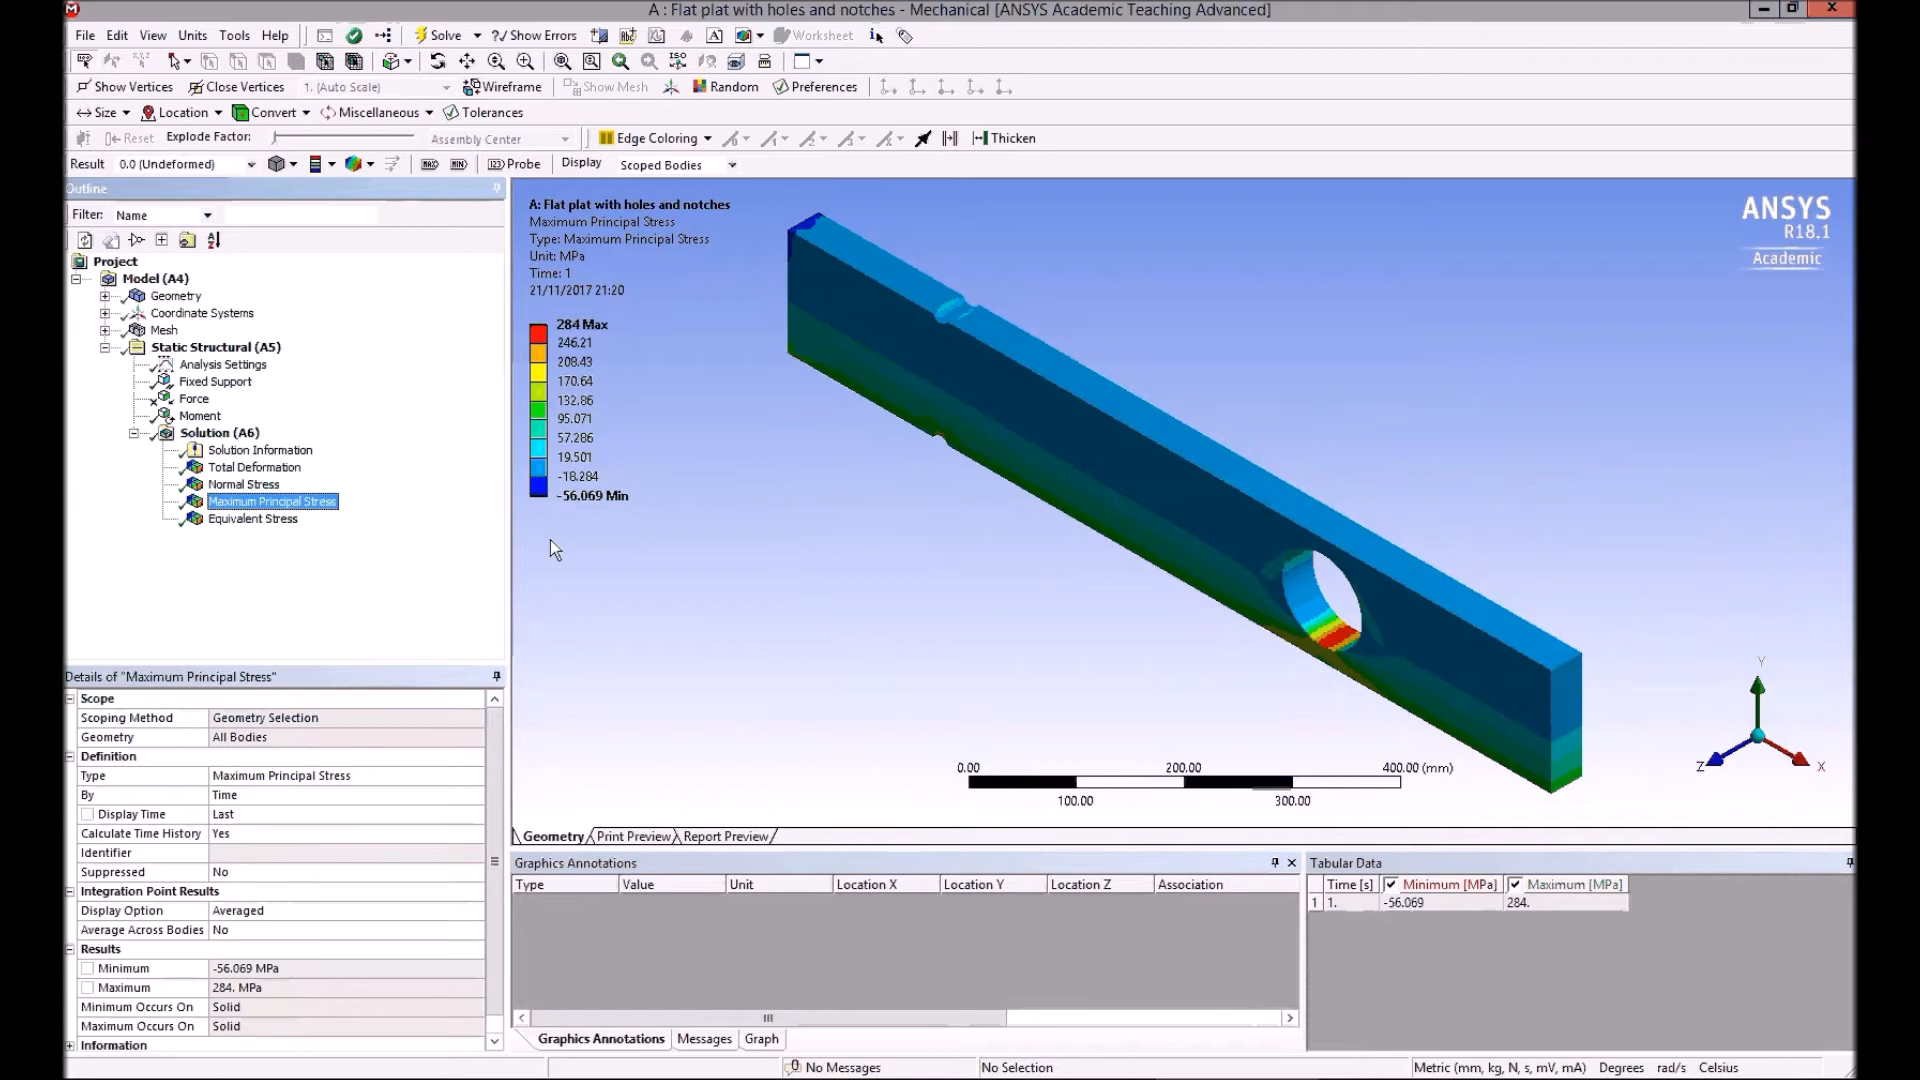 A : Flat plat with holes and notches - Mechanical [ANSYS Academic Teaching Advanced]
File Edit View Units Tools Help Solve ?/ Show Errors Worksheet
Show Vertices Close Vertices 1. (Auto Scale) Wireframe Show Mesh Random Preferences
Size Location Convert Miscellaneous Tolerances
Reset Explode Factor: Assembly Center Edge Coloring Thicken
Result 0.0 (Undeformed) MAX MIN Probe Display Scoped Bodies
Outline
Filter: Name
Project
Model (A4)
Geometry
Coordinate Systems
Mesh
Static Structural (A5)
Analysis Settings
Fixed Support
Force
Moment
Solution (A6)
Solution Information
Total Deformation
Normal Stress
Maximum Principal Stress
Equivalent Stress
Details of "Maximum Principal Stress"
Scope
Scoping Method Geometry Selection
Geometry All Bodies
Definition
Type Maximum Principal Stress
By Time
Display Time Last
Calculate Time History Yes
Identifier
Suppressed No
Integration Point Results
Display Option Averaged
Average Across Bodies No
Results
Minimum -56.069 MPa
Maximum 284. MPa
Minimum Occurs On Solid
Maximum Occurs On Solid
Information
A: Flat plat with holes and notches
Maximum Principal Stress
Type: Maximum Principal Stress
Unit: MPa
Time: 1
21/11/2017 21:20
284 Max
246.21
208.43
170.64
132.86
95.071
57.286
19.501
-18.284
-56.069 Min
ANSYS
R18.1
Academic
Y
Z
X
0.00 200.00 400.00 (mm)
100.00 300.00
Geometry Print Preview Report Preview
Graphics Annotations
Type Value Unit Location X Location Y Location Z Association
Graphics Annotations Messages Graph
Tabular Data
Time [s] Minimum [MPa] Maximum [MPa]
1 1. -56.069 284.
No Messages No Selection Metric (mm, kg, N, s, mV, mA) Degrees rad/s Celsius